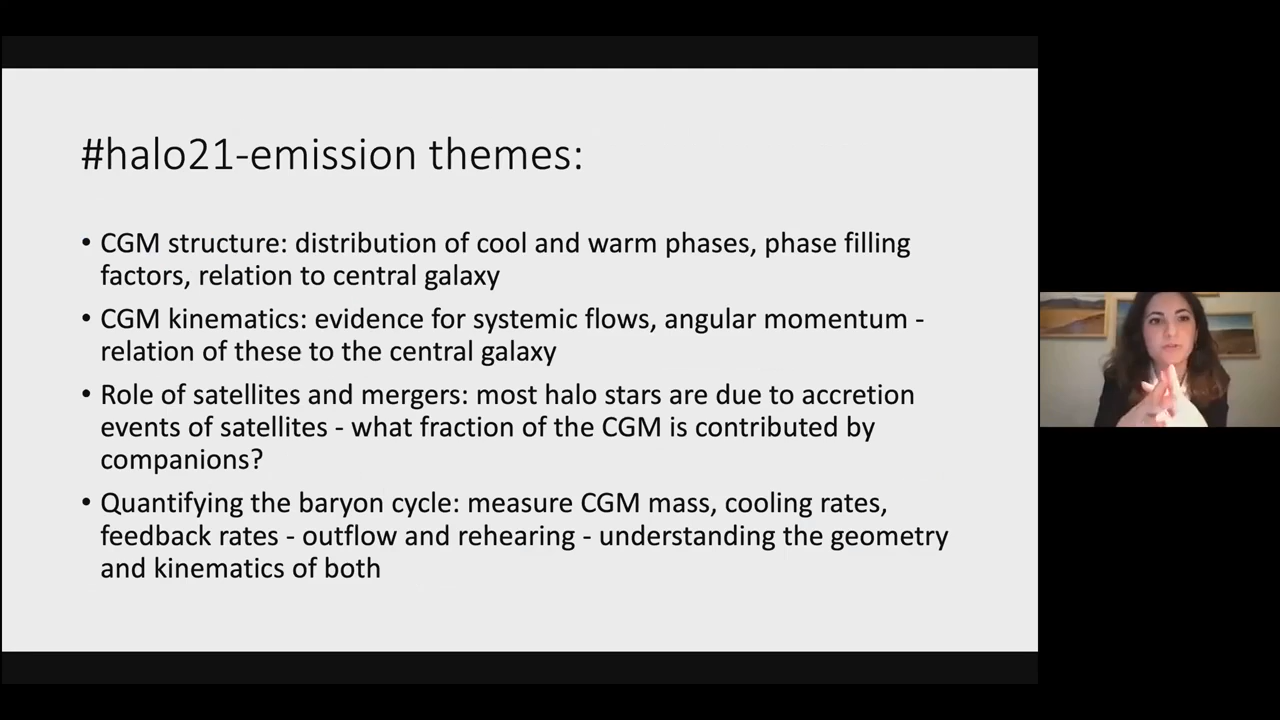 #halo21-emission themes:
• CGM structure: distribution of cool and warm phases, phase filling
factors, relation to central galaxy
• CGM kinematics: evidence for systemic flows, angular momentum -
relation of these to the central galaxy
• Role of satellites and mergers: most halo stars are due to accretion
events of satellites - what fraction of the CGM is contributed by
companions?
• Quantifying the baryon cycle: measure CGM mass, cooling rates,
feedback rates - outflow and rehearing - understanding the geometry
and kinematics of both